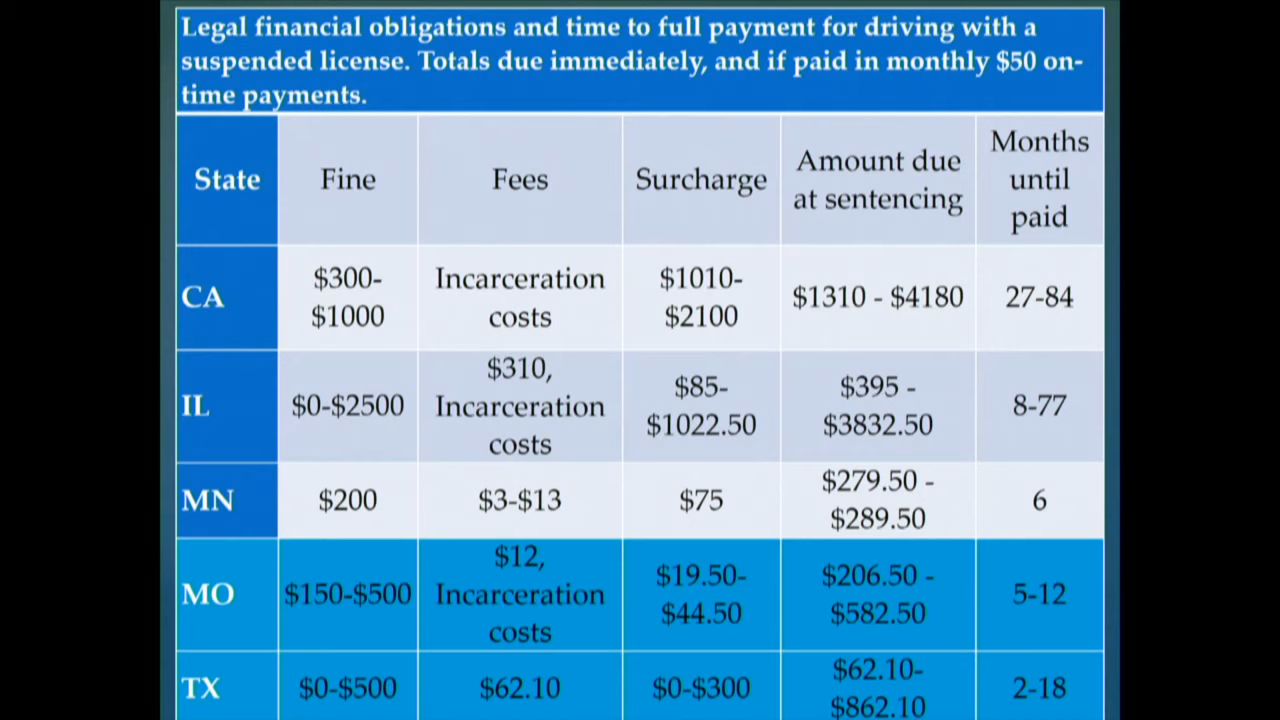 Legal financial obligations and time to full payment for driving with a
suspended license. Totals due immediately, and if paid in monthly $50 on-
time payments.
State
Fine
Fees
Surcharge
Amount due
at sentencing
Months
until
paid
CA
$300-
$1000
Incarceration
costs
$1010-
$2100
$1310 - $4180
27-84
IL
$0-$2500
$310,
Incarceration
costs
$85-
$1022.50
$395 -
$3832.50
8-77
MN
$200
$3-$13
$75
$279.50 -
$289.50
6
MO
$150-$500
$12,
Incarceration
costs
$19.50-
$44.50
$206.50 -
$582.50
5-12
TX
$0-$500
$62.10
$0-$300
$62.10-
$862.10
2-18